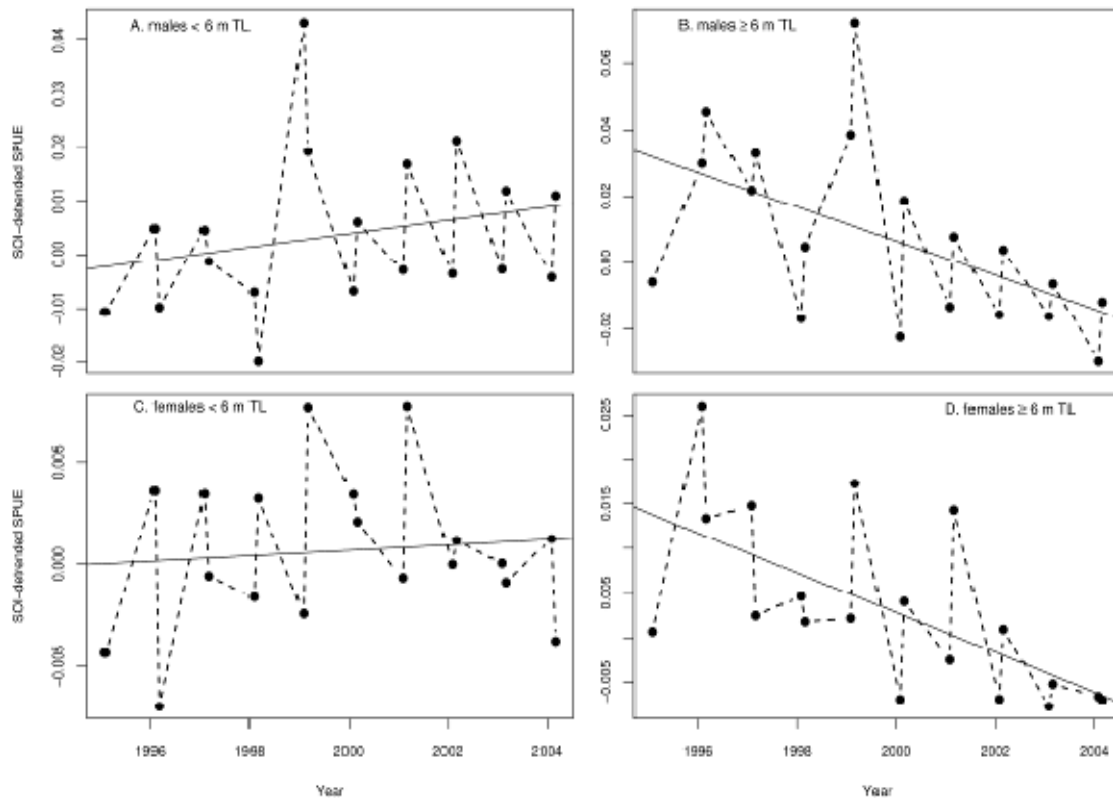 A. males < 6 m TL
B. males ≥ 6 m TL
SOI-detrended SPUE
0.04
0.03
0.02
0.01
0.00
-0.01
-0.02
0.06
0.04
0.02
0.00
-0.02
C. females < 6 m TL
D. females ≥ 6 m TL
SOI-detrended SPUE
0.005
0.000
-0.005
0.025
0.015
0.005
-0.005
1996 1998 2000 2002 2004
1996 1998 2000 2002 2004
Year
Year